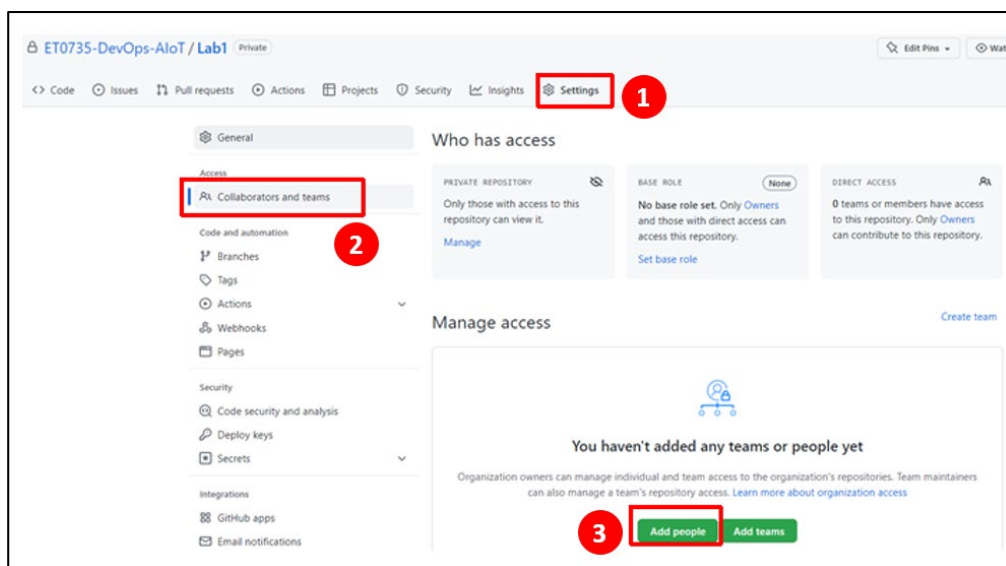 ET0735-DevOps-AIoT / Lab1 Private
Edit Pins
Wat
Code Issues Pull requests Actions Projects Security Insights Settings
1
General
Access
Collaborators and teams
2
Code and automation
Branches
Tags
Actions
Webhooks
Pages
Security
Code security and analysis
Deploy keys
Secrets
Integrations
GitHub apps
Email notifications
Who has access
PRIVATE REPOSITORY
Only those with access to this
repository can view it.
Manage
BASE ROLE None
No base role set. Only Owners
and those with direct access can
access this repository.
Set base role
DIRECT ACCESS
0 teams or members have access
to this repository. Only Owners
can contribute to this repository.
Manage access
Create team
You haven't added any teams or people yet
Organization owners can manage individual and team access to the organization's repositories. Team maintainers
can also manage a team's repository access. Learn more about organization access
3
Add people
Add teams